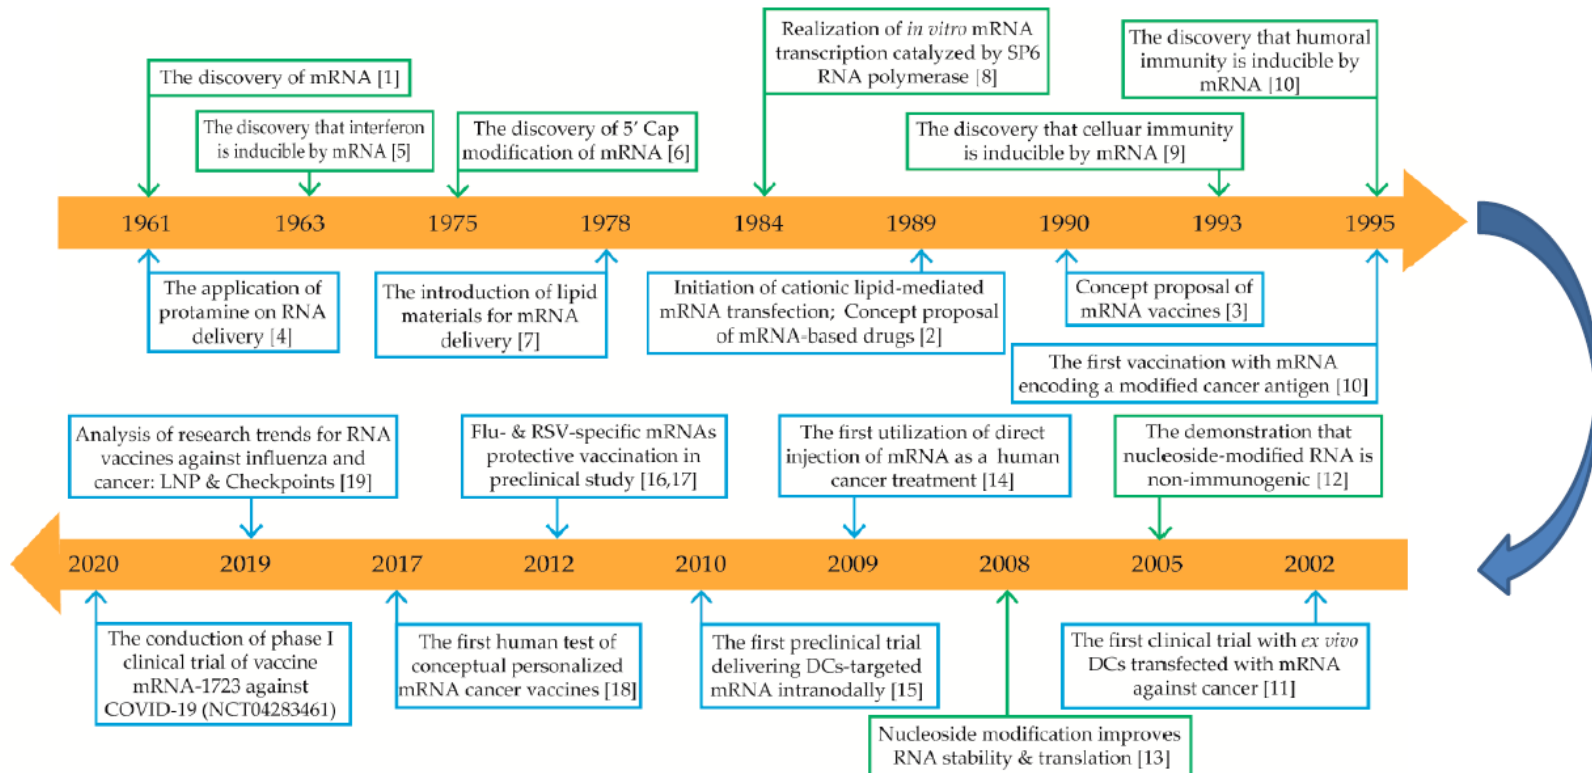 The discovery of mRNA [1]
The discovery that interferon
is inducible by mRNA [5]
The discovery of 5' Cap
modification of mRNA [6]
Realization of in vitro mRNA
transcription catalyzed by SP6
RNA polymerase [8]
The discovery that celluar immunity
is inducible by mRNA [9]
The discovery that humoral
immunity is inducible by
mRNA [10]
1961 1963 1975 1978 1984 1989 1990 1993 1995
The application of
protamine on RNA
delivery [4]
The introduction of lipid
materials for mRNA
delivery [7]
Initiation of cationic lipid-mediated
mRNA transfection; Concept proposal
of mRNA-based drugs [2]
Concept proposal of
mRNA vaccines [3]
The first vaccination with mRNA
encoding a modified cancer antigen [10]
Analysis of research trends for RNA
vaccines against influenza and
cancer: LNP & Checkpoints [19]
Flu- & RSV-specific mRNAs
protective vaccination in
preclinical study [16,17]
The first utilization of direct
injection of mRNA as a human
cancer treatment [14]
The demonstration that
nucleoside-modified RNA is
non-immunogenic [12]
2020 2019 2017 2012 2010 2009 2008 2005 2002
The conduction of phase I
clinical trial of vaccine
mRNA-1723 against
COVID-19 (NCT04283461)
The first human test of
conceptual personalized
mRNA cancer vaccines [18]
The first preclinical trial
delivering DCs-targeted
mRNA intranodally [15]
Nucleoside modification improves
RNA stability & translation [13]
The first clinical trial with ex vivo
DCs transfected with mRNA
against cancer [11]